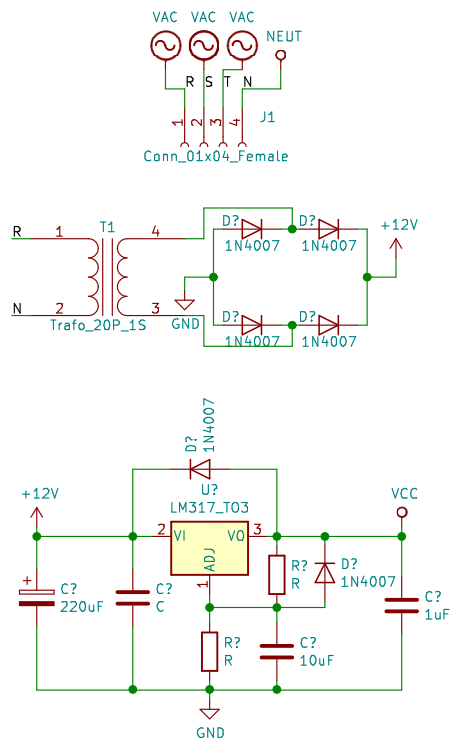 VAC VAC VAC NEUT
R S T N
1 2 3 4
J1
Conn_01x04_Female
R 1 T1 4
N 2 3
Trafo_20P_1S
D? D?
1N4007 1N4007
+12V
GND
D? D?
1N4007 1N4007
D?
1N4007
+12V
U?
LM317_TO3
VCC
2 VI VO 3
ADJ
1
+
C?
220uF
C?
C
R?
R
D?
1N4007
C?
1uF
R?
R
C?
10uF
GND